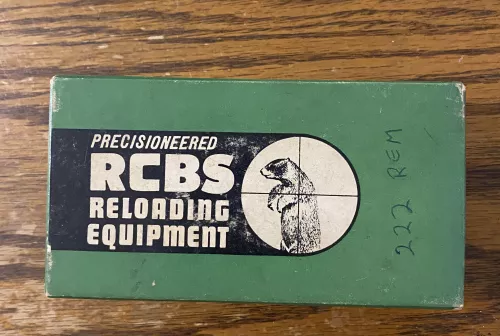 PRECISIONEERED
RCBS
RELOADING
EQUIPMENT
222 REM